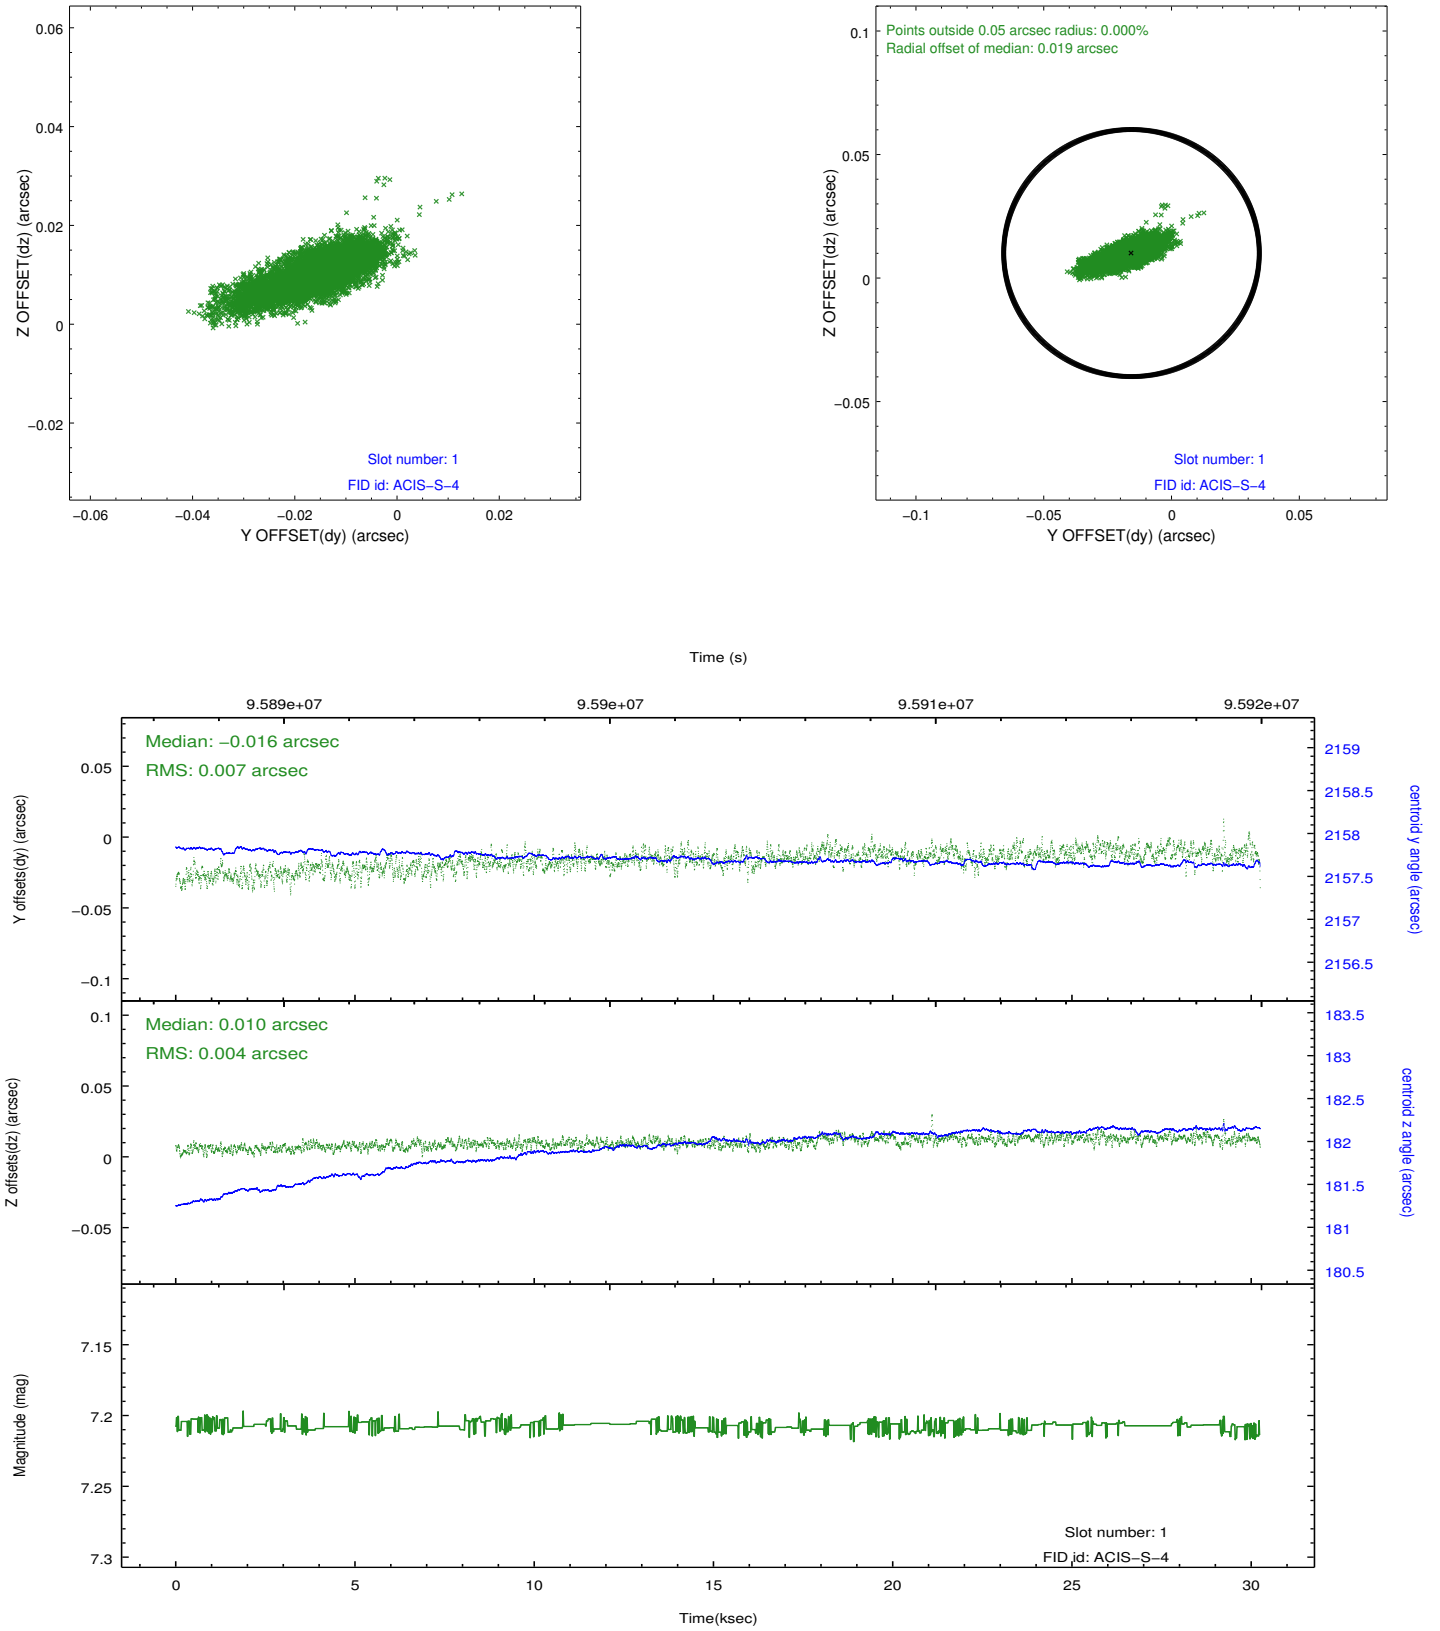 0.06
0.04
0.02
0
−0.02
Z OFFSET(dz) (arcsec)
Slot number: 1
FID id: ACIS−S−4
−0.06
−0.04
−0.02
0
0.02
Y OFFSET(dy) (arcsec)
Points outside 0.05 arcsec radius: 0.000%
Radial offset of median: 0.019 arcsec
0.1
0.05
0
−0.05
Z OFFSET(dz) (arcsec)
Slot number: 1
FID id: ACIS−S−4
−0.1
−0.05
0
0.05
Y OFFSET(dy) (arcsec)
Time (s)
9.589e+07
9.59e+07
9.591e+07
9.592e+07
Median: −0.016 arcsec
RMS: 0.007 arcsec
0.05
0
−0.05
−0.1
Y offsets(dy) (arcsec)
2159
2158.5
2158
2157.5
2157
2156.5
centroid y angle (arcsec)
Median: 0.010 arcsec
RMS: 0.004 arcsec
0.1
0.05
0
−0.05
Z offsets(dz) (arcsec)
183.5
183
182.5
182
181.5
181
180.5
centroid z angle (arcsec)
7.15
7.2
7.25
7.3
Magnitude (mag)
Slot number: 1
FID id: ACIS−S−4
0
5
10
15
20
25
30
Time(ksec)